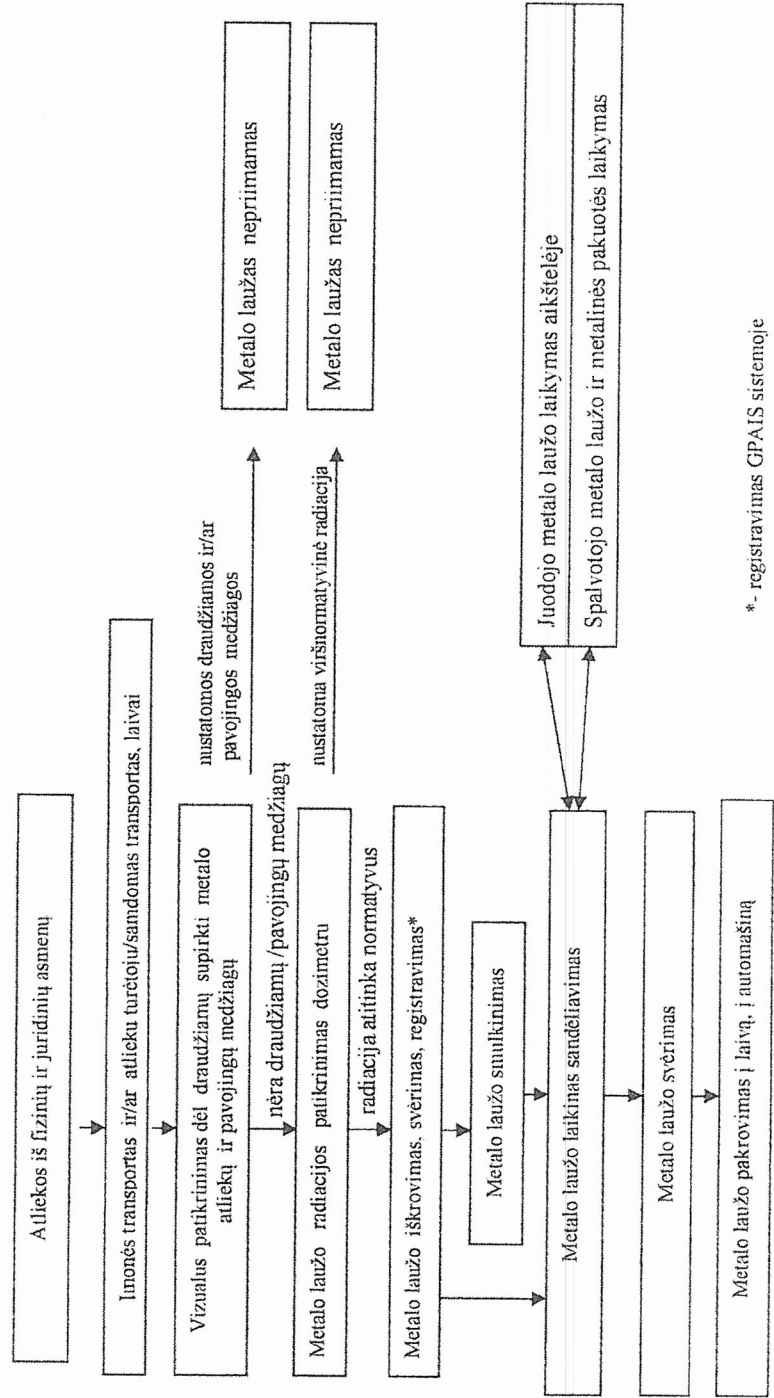 Atliekos iš fizinių ir juridinių asmenų
Įmonės transportas ir/ar atliekų turėtojų/samdomas transportas, laivai
Vizualus patikrinimas dėl draudžiamų supirkti metalo
atliekų ir pavojingų medžiagų
nustatomos draudžiamos ir/ar
pavojingos medžiagos
Metalo laužas nepriimamas
nėra draudžiamų /pavojingų medžiagų
Metalo laužo radiacijos patikrinimas dozimetru
nustatoma viršnormatyvinė radiacija
Metalo laužas nepriimamas
radiacija atitinka normatyvus
Metalo laužo iškrovimas, svėrimas, registravimas*
Metalo laužo smulkinimas
Metalo laužo laikinas sandėliavimas
Juodojo metalo laužo laikymas aikštelėje
Spalvotojo metalo laužo ir metalinės pakuotės laikymas
Metalo laužo svėrimas
Metalo laužo pakrovimas į laivą, į automašiną
*- registravimas GPAIS sistemoje